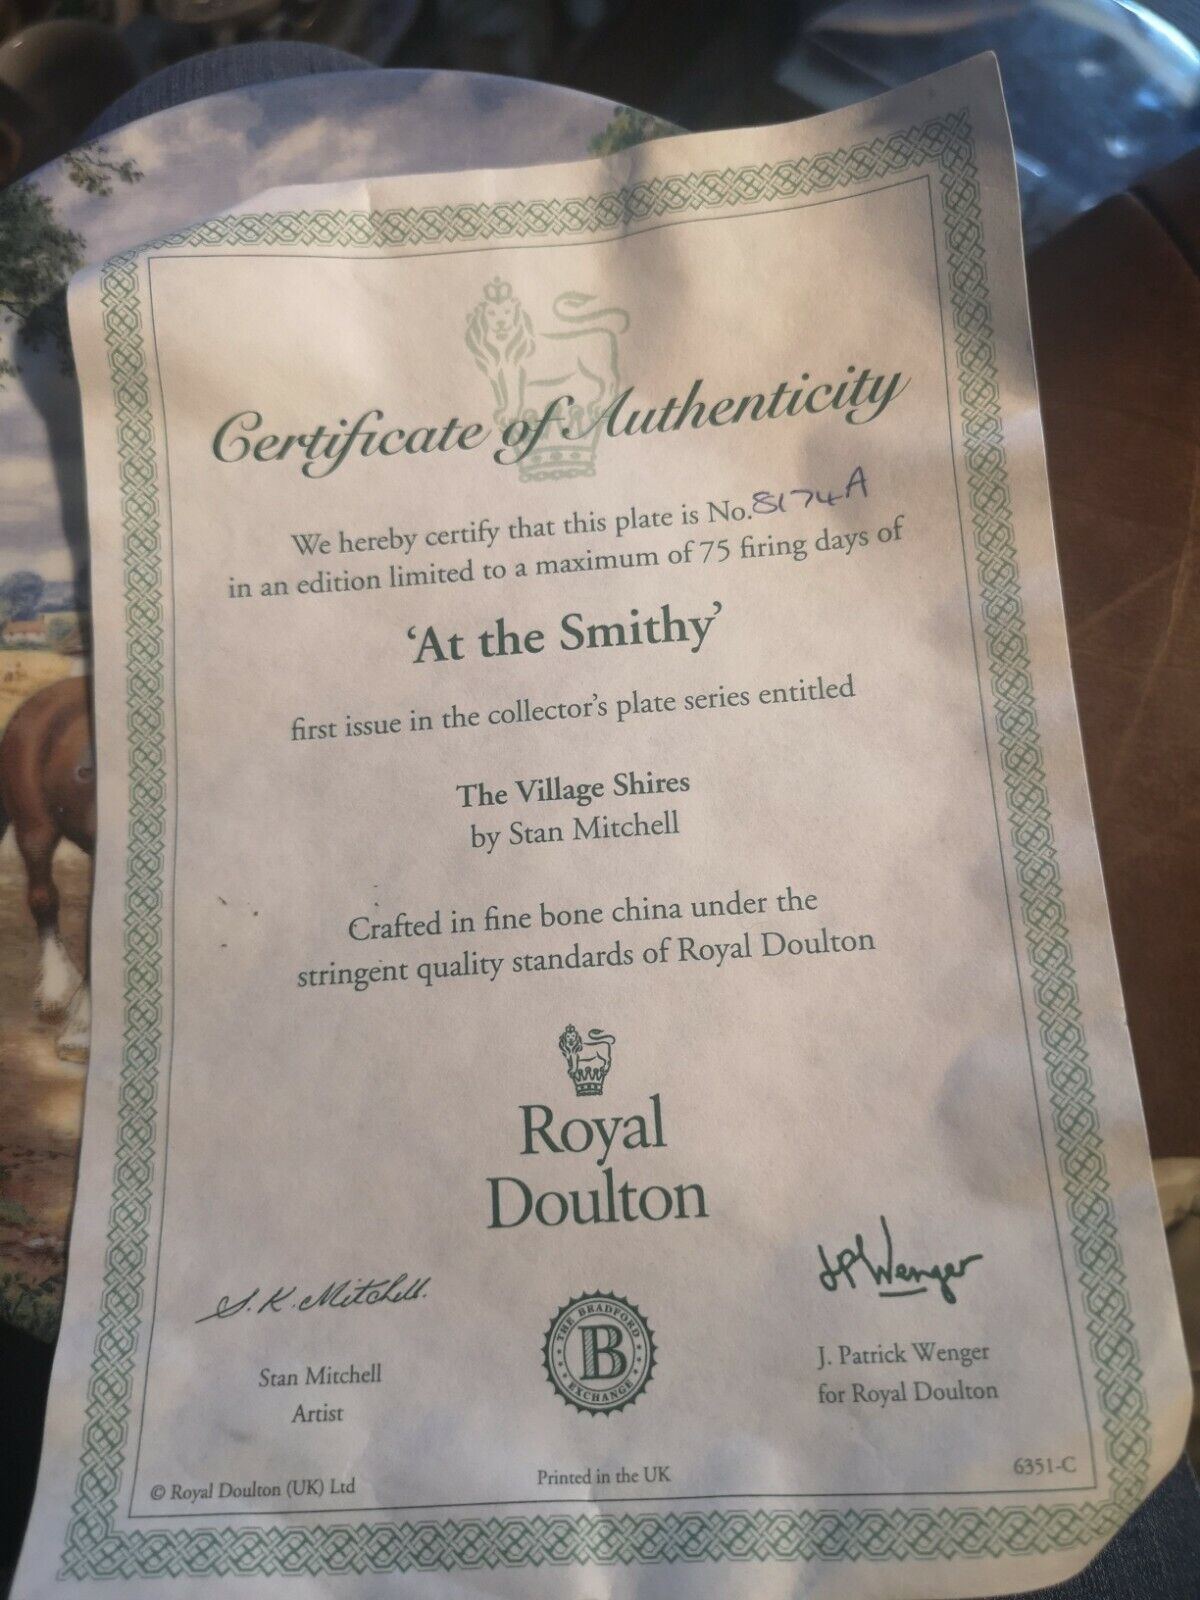 Certificate of Authenticity
We hereby certify that this plate is No. 8174A
in an edition limited to a maximum of 75 firing days of
‘At the Smithy’
first issue in the collector’s plate series entitled
The Village Shires
by Stan Mitchell
Crafted in fine bone china under the
stringent quality standards of Royal Doulton
Royal
Doulton
S. K. Mitchell.
JPWenger
THE BRADFORD
B
EXCHANGE
Stan Mitchell
Artist
J. Patrick Wenger
for Royal Doulton
© Royal Doulton (UK) Ltd
Printed in the UK
6351-C